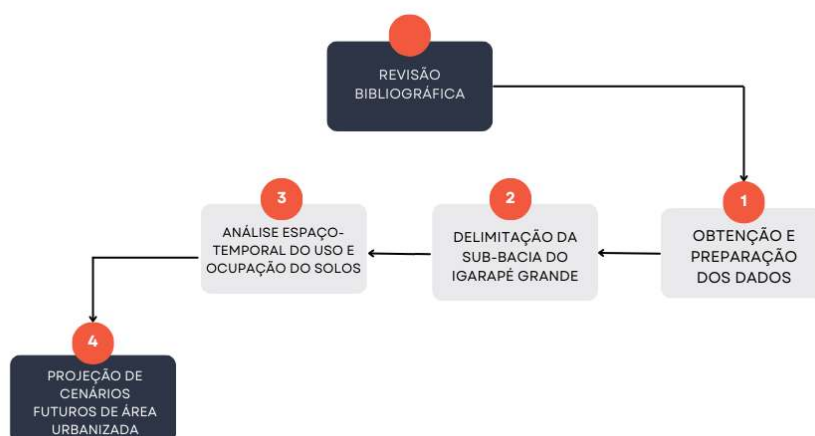 REVISÃO
BIBLIOGRÁFICA
1
OBTENÇÃO E
PREPARAÇÃO
DOS DADOS
2
DELIMITAÇÃO DA
SUB-BACIA DO
IGARAPÉ GRANDE
3
ANÁLISE ESPAÇO-
TEMPORAL DO USO E
OCUPAÇÃO DO SOLOS
4
PROJEÇÃO DE
CENÁRIOS
FUTUROS DE ÁREA
URBANIZADA